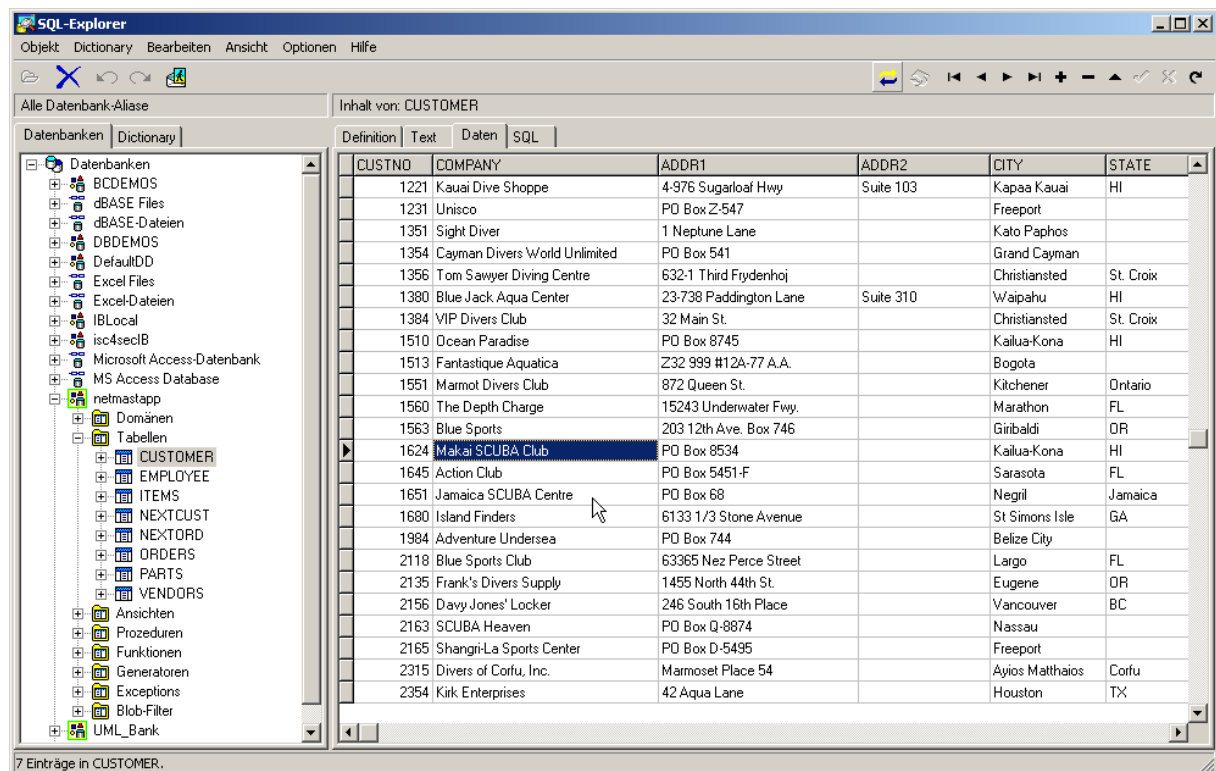 SQL-Explorer
Objekt Dictionary Bearbeiten Ansicht Optionen Hilfe
Alle Datenbank-Aliase
Inhalt von: CUSTOMER
Datenbanken Dictionary
Definition Text Daten SQL
Datenbanken
BCDEMOS
dBASE Files
dBASE-Dateien
DBDEMOS
DefaultDD
Excel Files
Excel-Dateien
IBLocal
isc4secIB
Microsoft Access-Datenbank
MS Access Database
netmastapp
Domänen
Tabellen
CUSTOMER
EMPLOYEE
ITEMS
NEXTCUST
NEXTORD
ORDERS
PARTS
VENDORS
Ansichten
Prozeduren
Funktionen
Generatoren
Exceptions
Blob-Filter
UML_Bank
CUSTNO COMPANY ADDR1 ADDR2 CITY STATE
1221 Kauai Dive Shoppe 4-976 Sugarloaf Hwy Suite 103 Kapaa Kauai HI
1231 Unisco PO Box Z-547 Freeport
1351 Sight Diver 1 Neptune Lane Kato Paphos
1354 Cayman Divers World Unlimited PO Box 541 Grand Cayman
1356 Tom Sawyer Diving Centre 632-1 Third Frydenhoj Christiansted St. Croix
1380 Blue Jack Aqua Center 23-738 Paddington Lane Suite 310 Waipahu HI
1384 VIP Divers Club 32 Main St. Christiansted St. Croix
1510 Ocean Paradise PO Box 8745 Kailua-Kona HI
1513 Fantastique Aquatica Z32 999 #12A-77 A.A. Bogota
1551 Marmot Divers Club 872 Queen St. Kitchener Ontario
1560 The Depth Charge 15243 Underwater Fwy. Marathon FL
1563 Blue Sports 203 12th Ave. Box 746 Giribaldi OR
1624 Makai SCUBA Club PO Box 8534 Kailua-Kona HI
1645 Action Club PO Box 5451-F Sarasota FL
1651 Jamaica SCUBA Centre PO Box 68 Negril Jamaica
1680 Island Finders 6133 1/3 Stone Avenue St Simons Isle GA
1984 Adventure Undersea PO Box 744 Belize City
2118 Blue Sports Club 63365 Nez Perce Street Largo FL
2135 Frank's Divers Supply 1455 North 44th St. Eugene OR
2156 Davy Jones' Locker 246 South 16th Place Vancouver BC
2163 SCUBA Heaven PO Box Q-8874 Nassau
2165 Shangri-La Sports Center PO Box D-5495 Freeport
2315 Divers of Corfu, Inc. Marmoset Place 54 Ayios Matthaios Corfu
2354 Kirk Enterprises 42 Aqua Lane Houston TX
7 Einträge in CUSTOMER.